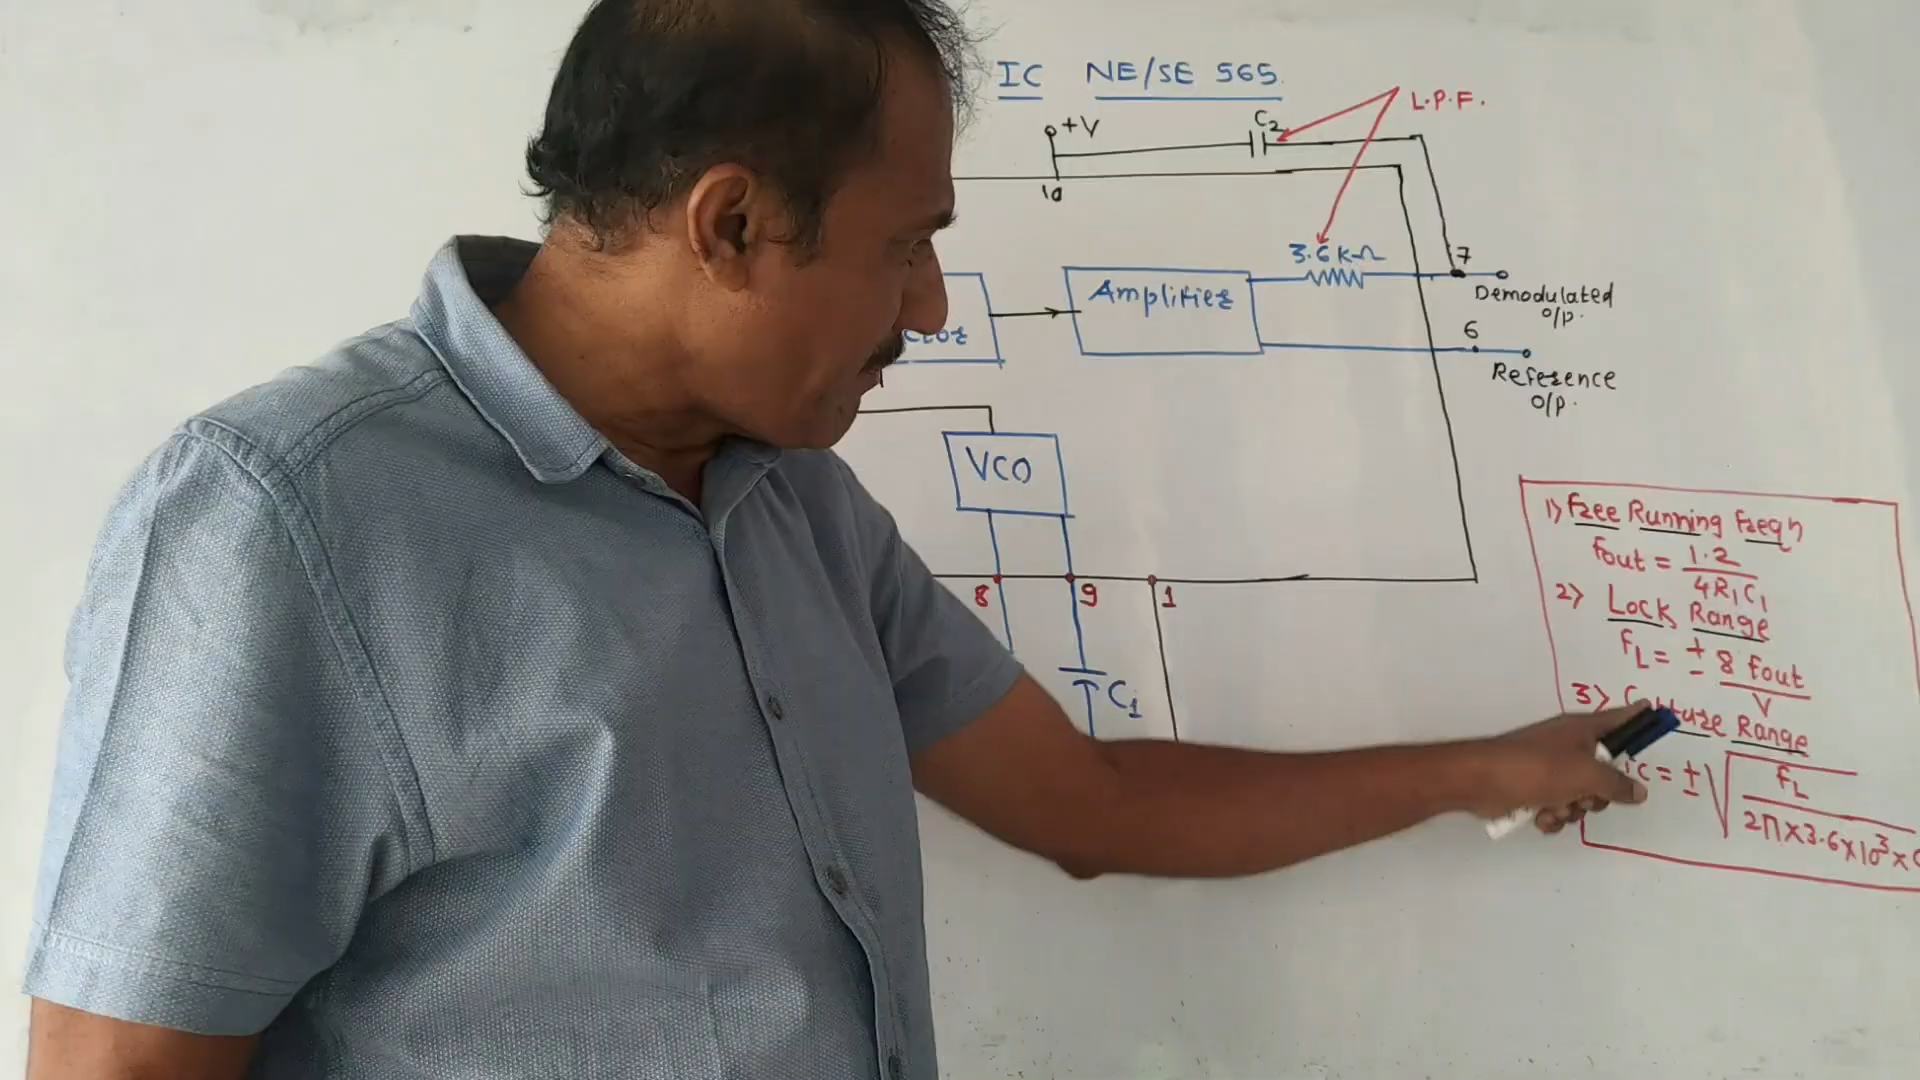 IC NE/SE 565.
L.P.F.
+V
C2
10
3.6 kΩ
7
Amplifier
Demodulated
o/p.
6
Reference
o/p.
VCO
8 9 1
C1
1) Free Running Freqn
fout = 1.2
4R1C1
2) Lock Range
fL = ± 8 fout
V
3) Range
= ± √ fL
2π×3.6×10³×